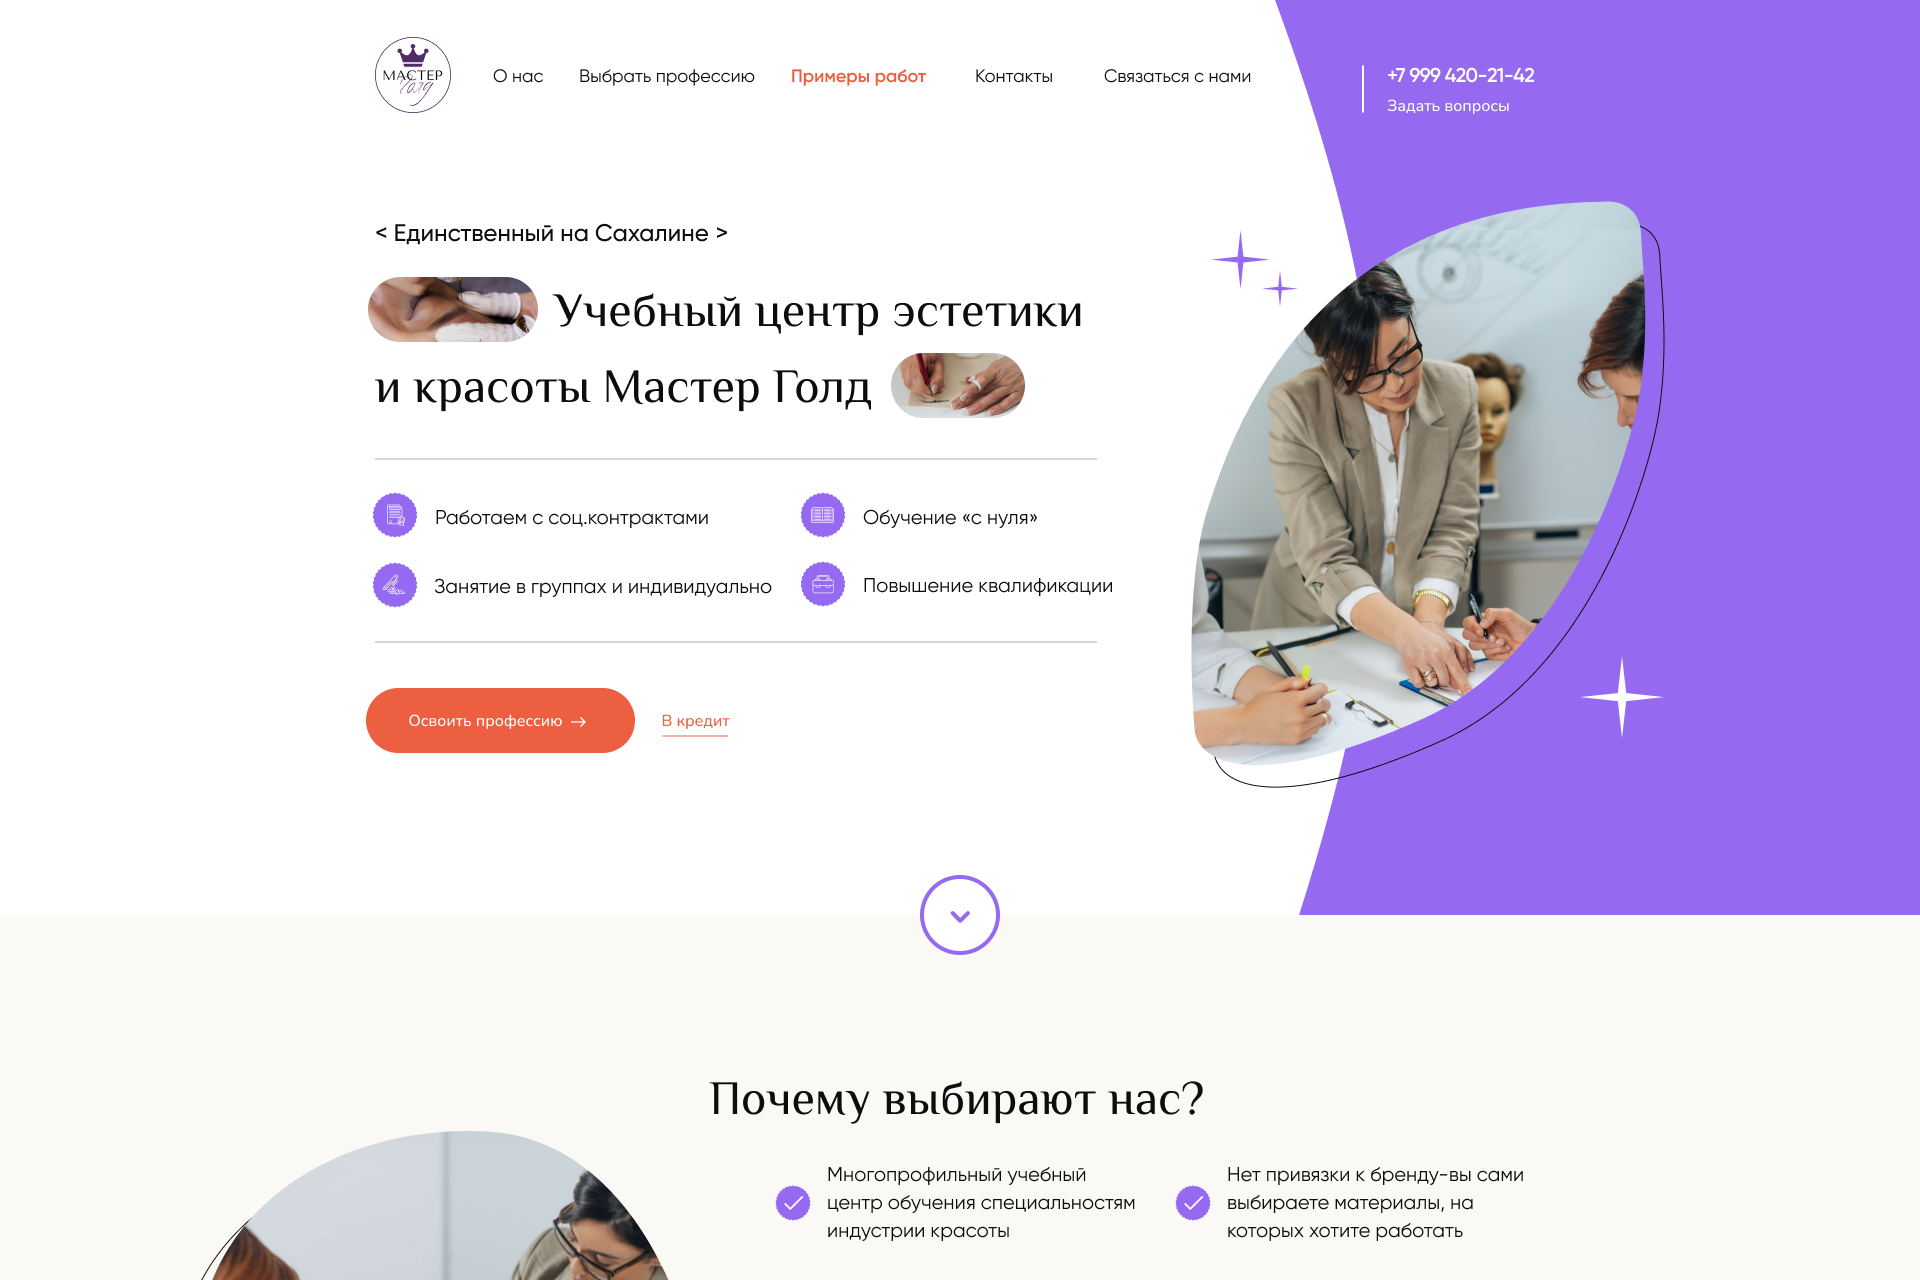 МАСТЕР
Голд
О нас
Выбрать профессию
Примеры работ
Контакты
Связаться с нами
+7 999 420-21-42
Задать вопросы
< Единственный на Сахалине >
Учебный центр эстетики
и красоты Мастер Голд
Работаем с соц.контрактами
Обучение «с нуля»
Занятие в группах и индивидуально
Повышение квалификации
Освоить профессию →
В кредит
Почему выбирают нас?
Многопрофильный учебный
центр обучения специальностям
индустрии красоты
Нет привязки к бренду-вы сами
выбираете материалы, на
которых хотите работать